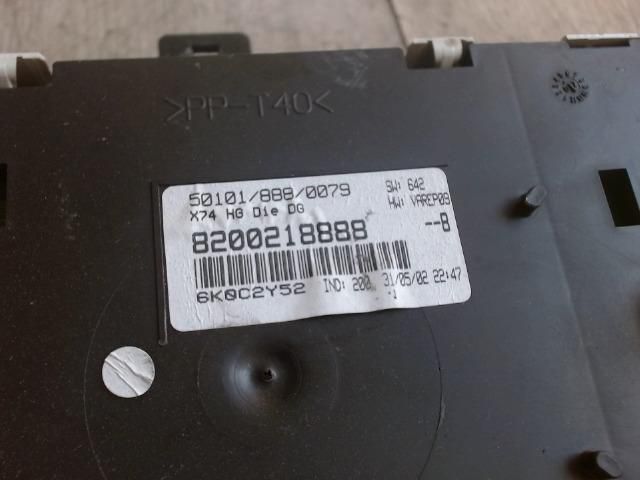 >PP-T40<
50101/888/0079 SW: 642
X74 HG Die DG HW: VAREP09
8200218888 --B
6K0C2Y52 IND: 200 31/05/02 22:47